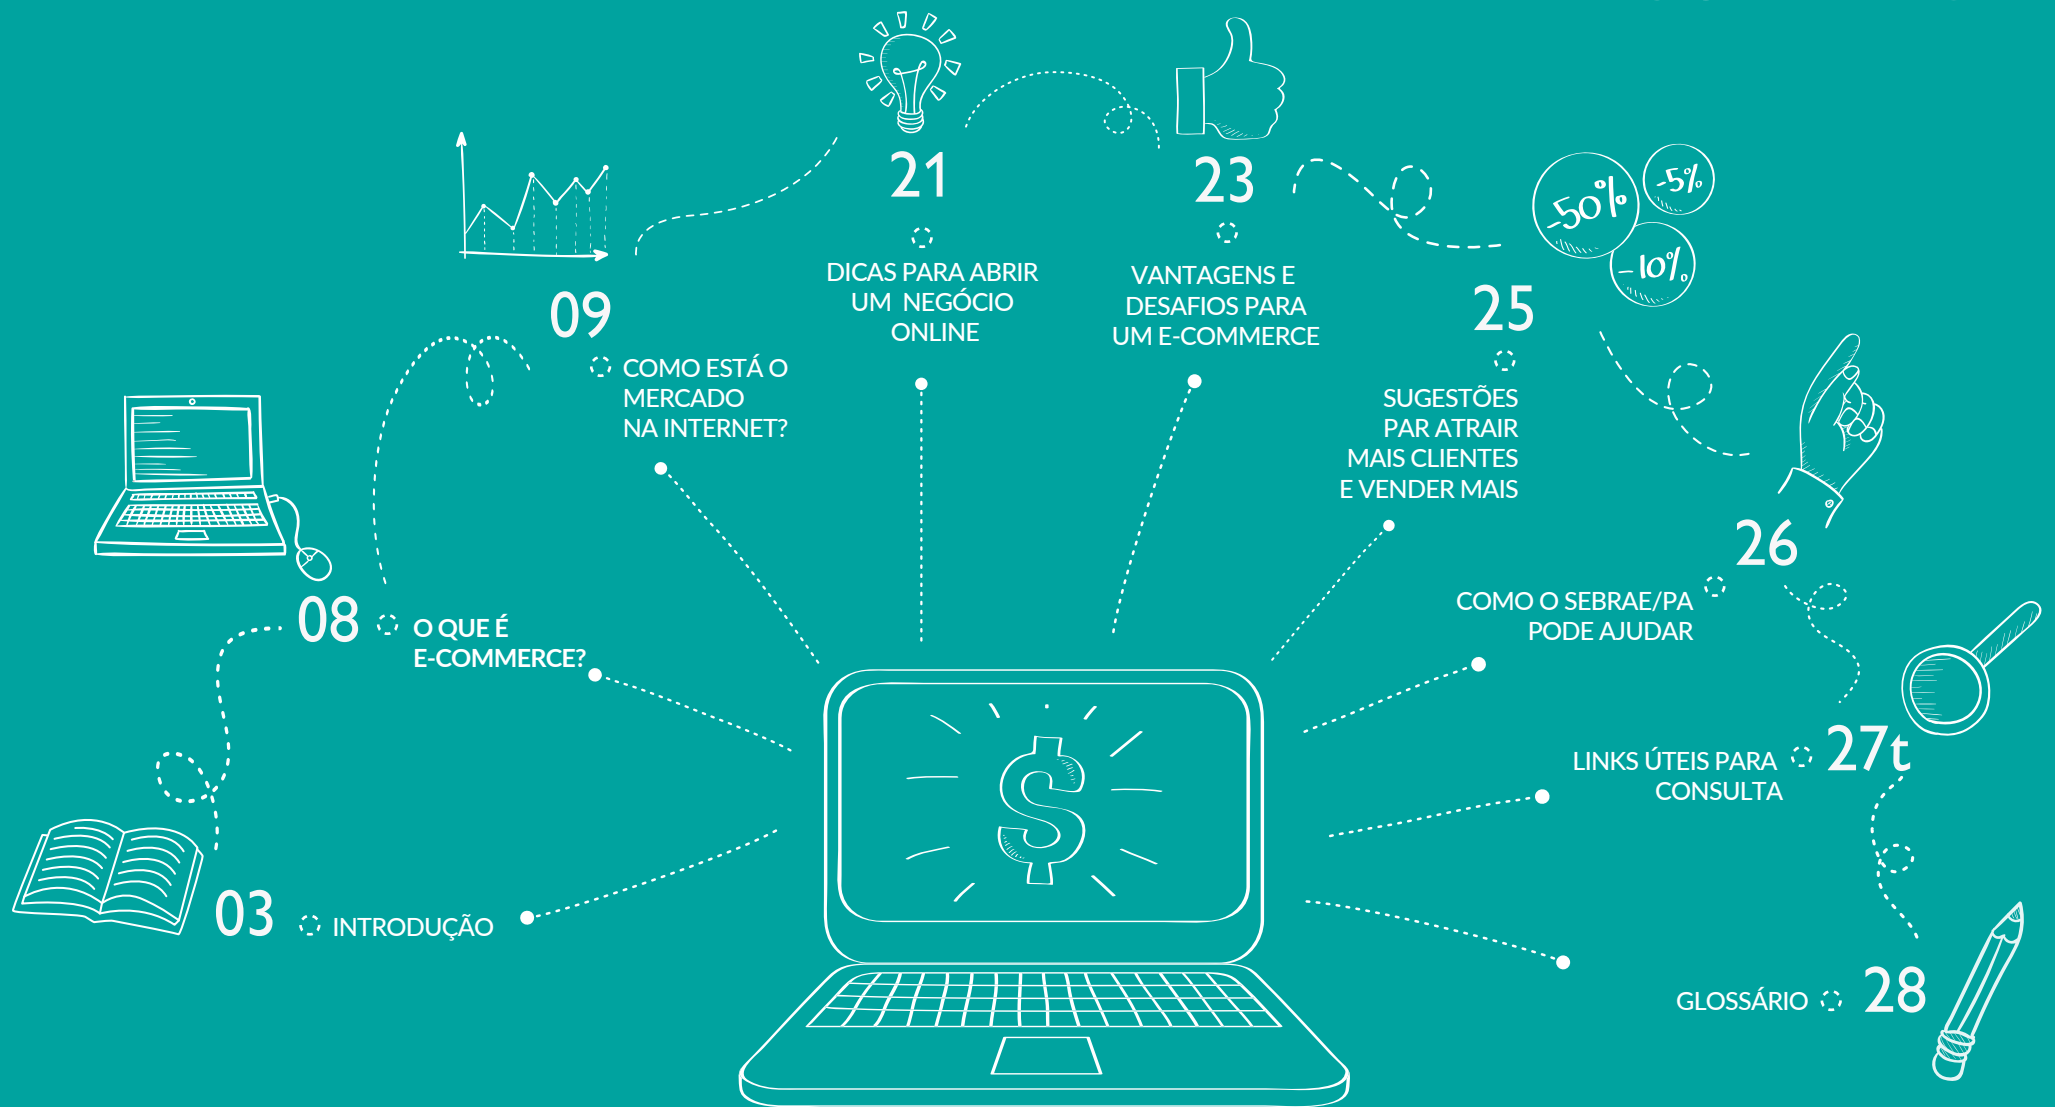 03
INTRODUÇÃO
08
O QUE É
E-COMMERCE?
09
COMO ESTÁ O
MERCADO
NA INTERNET?
21
DICAS PARA ABRIR
UM NEGÓCIO
ONLINE
23
VANTAGENS E
DESAFIOS PARA
UM E-COMMERCE
-50%
-5%
-10%
25
SUGESTÕES
PAR ATRAIR
MAIS CLIENTES
E VENDER MAIS
26
COMO O SEBRAE/PA
PODE AJUDAR
27t
LINKS ÚTEIS PARA
CONSULTA
28
GLOSSÁRIO
$